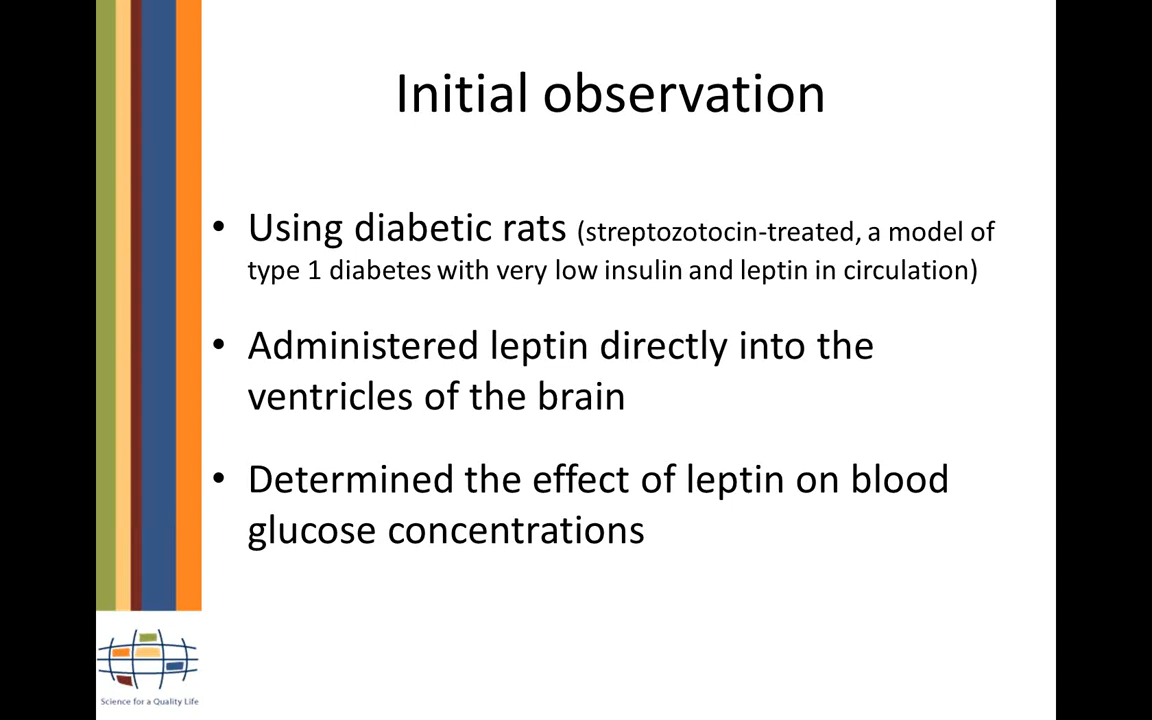 Initial observation
• Using diabetic rats (streptozotocin-treated, a model of
type 1 diabetes with very low insulin and leptin in circulation)
• Administered leptin directly into the
ventricles of the brain
• Determined the effect of leptin on blood
glucose concentrations
Science for a Quality Life